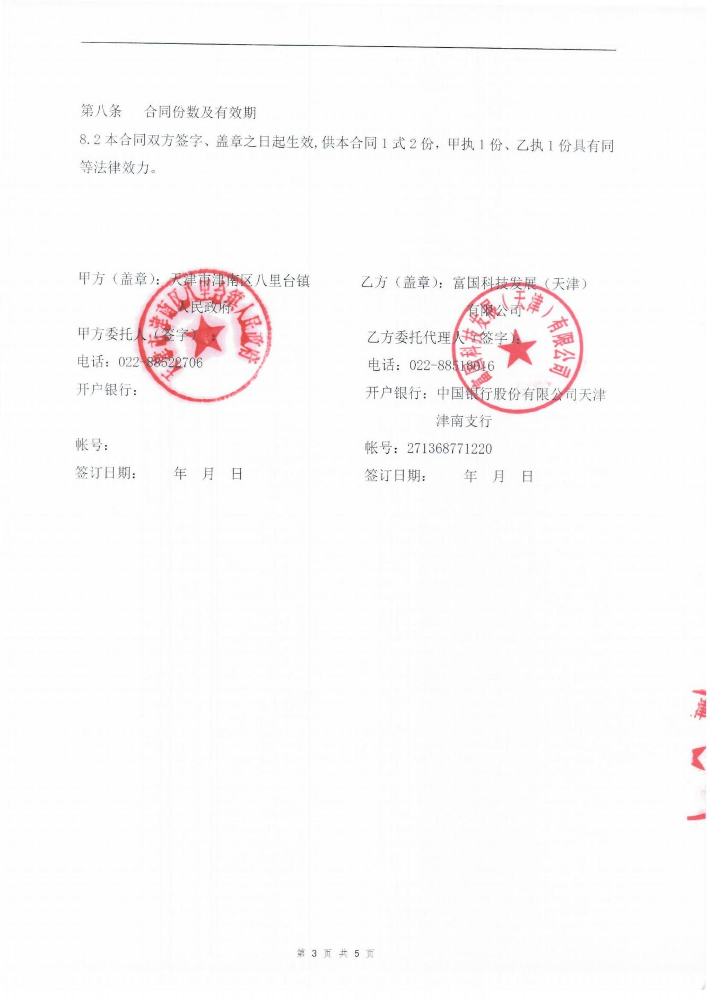 第八条 合同份数及有效期
8.2本合同双方签字、盖章之日起生效,供本合同1式2份，甲执1份、乙执1份具有同
等法律效力。
甲方（盖章）：天津市津南区八里台镇
人民政府
甲方委托人（签字）：
电话：022-88522706
开户银行：
帐号：
签订日期： 年 月 日
乙方（盖章）：富国科技发展（天津）
有限公司
乙方委托代理人（签字）：
电话：022-88518016
开户银行：中国银行股份有限公司天津
津南支行
帐号：271368771220
签订日期： 年 月 日
天津市津南区八里台镇人民政府
富国科技发展（天津）有限公司
第 3 页 共 5 页